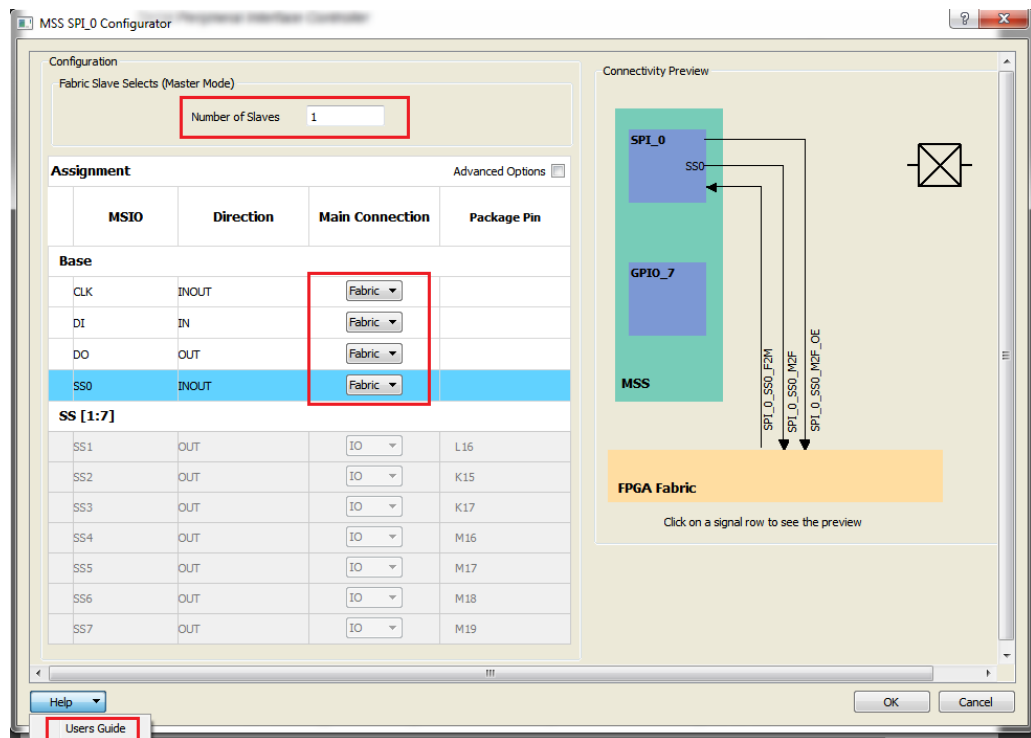 Serial Peripheral Interface Controller
MSS SPI_0 Configurator
Configuration
Fabric Slave Selects (Master Mode)
Number of Slaves 1
Assignment Advanced Options
MSIO Direction Main Connection Package Pin
Base
CLK INOUT Fabric
DI IN Fabric
DO OUT Fabric
SS0 INOUT Fabric
SS [1:7]
SS1 OUT IO L16
SS2 OUT IO K15
SS3 OUT IO K17
SS4 OUT IO M16
SS5 OUT IO M17
SS6 OUT IO M18
SS7 OUT IO M19
Connectivity Preview
SPI_0
SS0
GPIO_7
MSS
SPI_0_SS0_F2M
SPI_0_SS0_M2F
SPI_0_SS0_M2F_OE
FPGA Fabric
Click on a signal row to see the preview
Help
OK Cancel
Users Guide